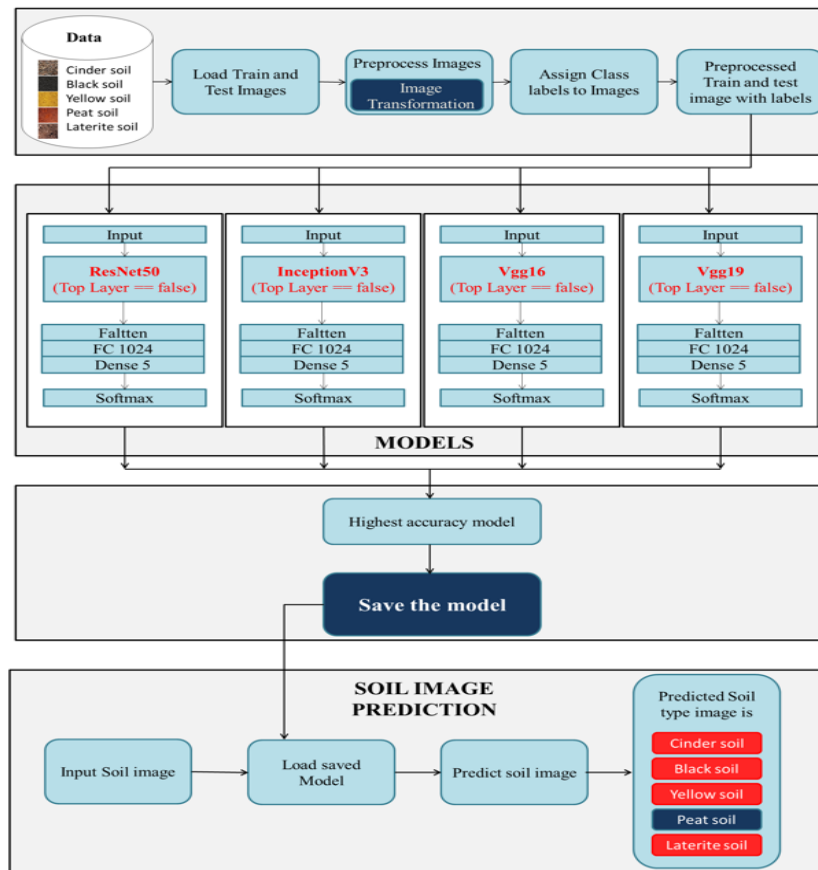 Data
Cinder soil
Black soil
Yellow soil
Peat soil
Laterite soil
Load Train and
Test Images
Preprocess Images
Image
Transformation
Assign Class
labels to Images
Preprocessed
Train and test
image with labels
Input
ResNet50
(Top Layer == false)
Faltten
FC 1024
Dense 5
Softmax
Input
InceptionV3
(Top Layer == false)
Faltten
FC 1024
Dense 5
Softmax
Input
Vgg16
(Top Layer == false)
Faltten
FC 1024
Dense 5
Softmax
Input
Vgg19
(Top Layer == false)
Faltten
FC 1024
Dense 5
Softmax
MODELS
Highest accuracy model
Save the model
SOIL IMAGE
PREDICTION
Input Soil image
Load saved
Model
Predict soil image
Predicted Soil
type image is
Cinder soil
Black soil
Yellow soil
Peat soil
Laterite soil